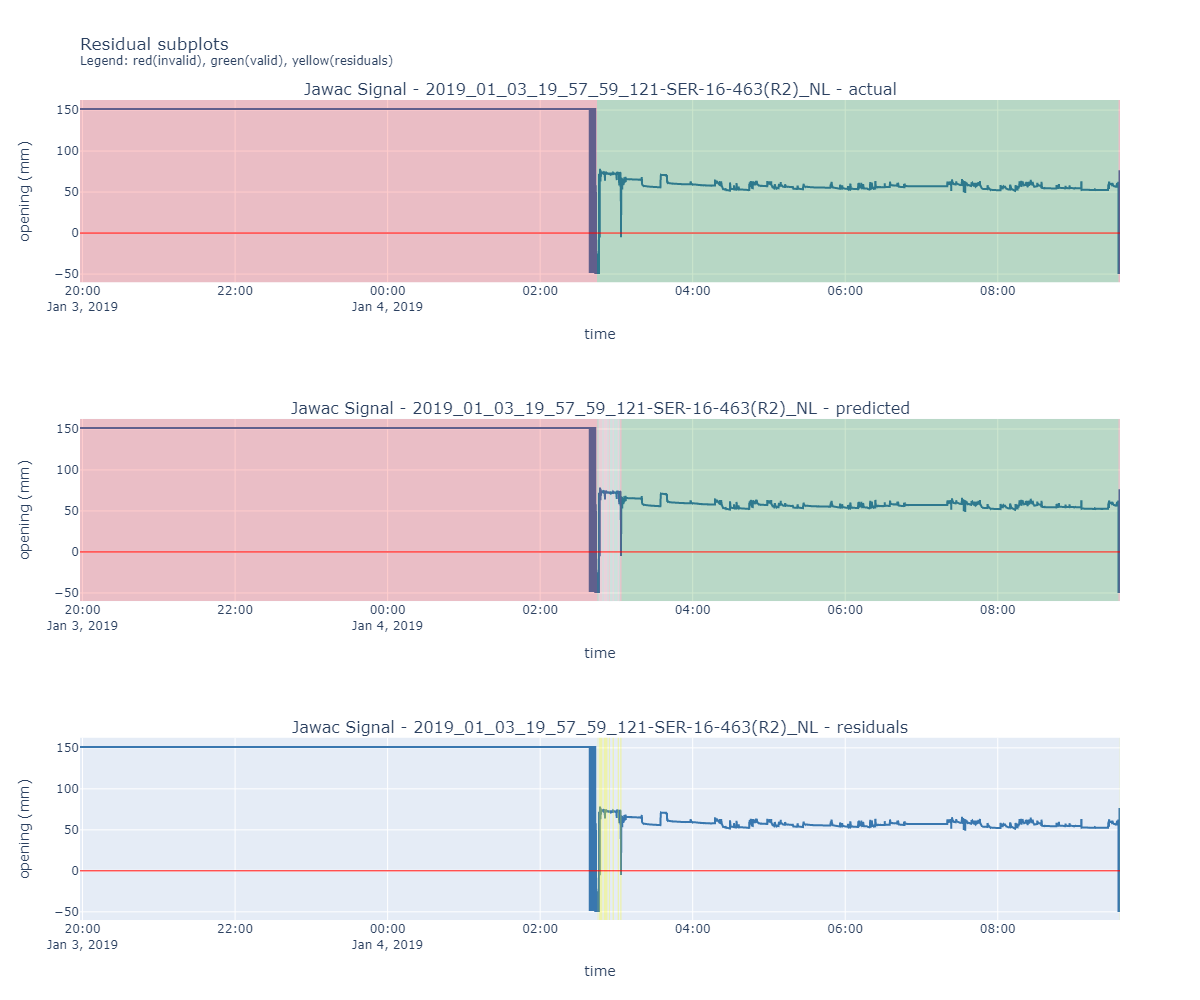 Residual subplots
Legend: red(invalid), green(valid), yellow(residuals)
Jawac Signal - 2019_01_03_19_57_59_121-SER-16-463(R2)_NL - actual
150
100
50
0
−50
opening (mm)
20:00 22:00 00:00 02:00 04:00 06:00 08:00
Jan 3, 2019 Jan 4, 2019
time
Jawac Signal - 2019_01_03_19_57_59_121-SER-16-463(R2)_NL - predicted
150
100
50
0
−50
opening (mm)
20:00 22:00 00:00 02:00 04:00 06:00 08:00
Jan 3, 2019 Jan 4, 2019
time
Jawac Signal - 2019_01_03_19_57_59_121-SER-16-463(R2)_NL - residuals
150
100
50
0
−50
opening (mm)
20:00 22:00 00:00 02:00 04:00 06:00 08:00
Jan 3, 2019 Jan 4, 2019
time